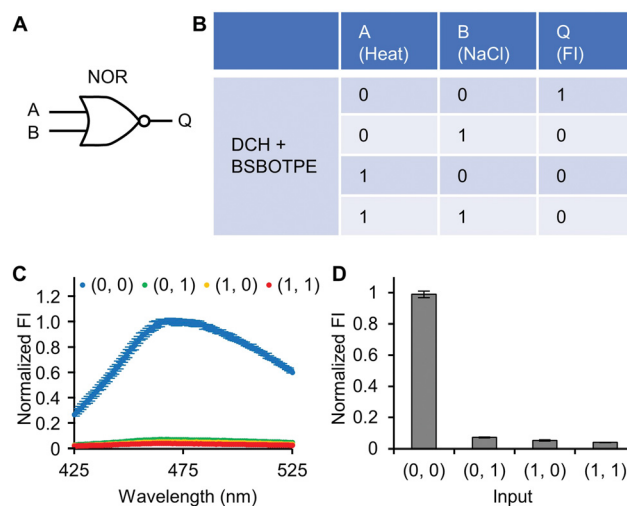 A
NOR
A
B
Q
B
A
(Heat)
B
(NaCl)
Q
(FI)
DCH +
BSBOTPE
0 0 1
0 1 0
1 0 0
1 1 0
C
(0, 0) (0, 1) (1, 0) (1, 1)
Normalized FI
1.2
1.0
0.8
0.6
0.4
0.2
0
425 475 525
Wavelength (nm)
D
Normalized FI
1
0.8
0.6
0.4
0.2
0
(0, 0) (0, 1) (1, 0) (1, 1)
Input